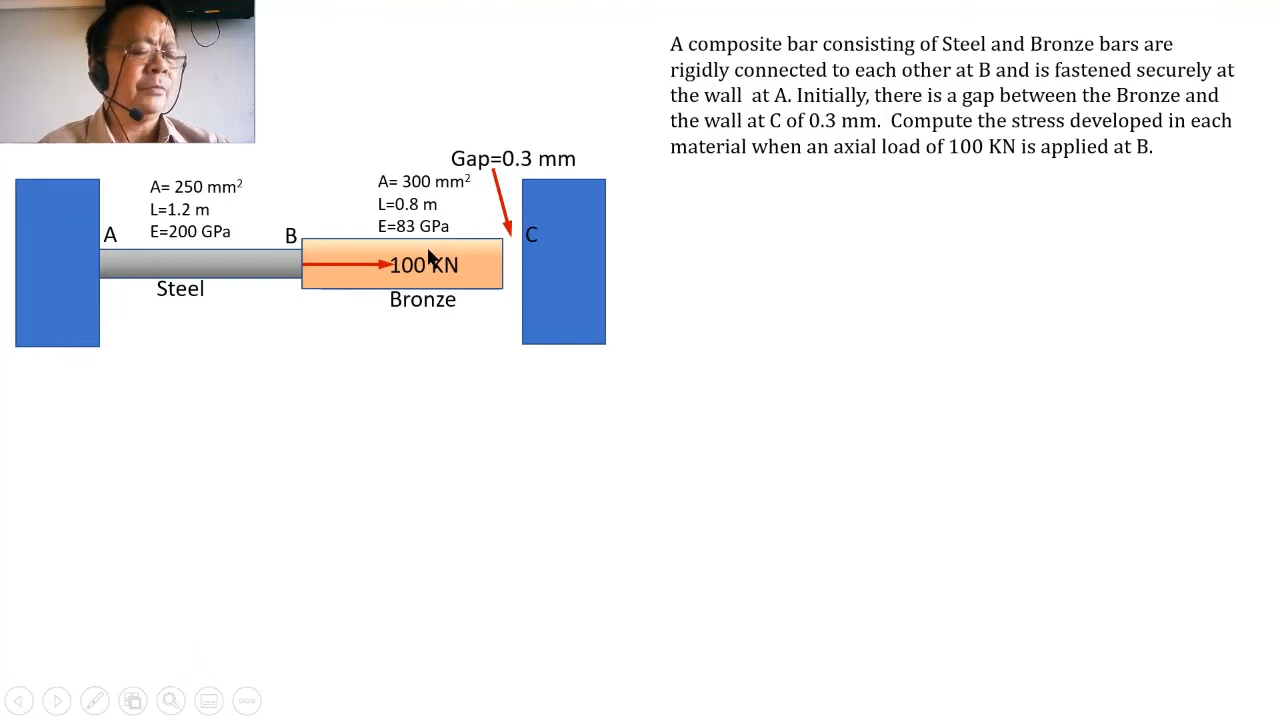 A composite bar consisting of Steel and Bronze bars are
rigidly connected to each other at B and is fastened securely at
the wall  at A. Initially, there is a gap between the Bronze and
the wall at C of 0.3 mm.  Compute the stress developed in each
material when an axial load of 100 KN is applied at B.
Gap=0.3 mm
A= 250 mm²
L=1.2 m
E=200 GPa
A= 300 mm²
L=0.8 m
E=83 GPa
A
B
C
100 KN
Steel
Bronze